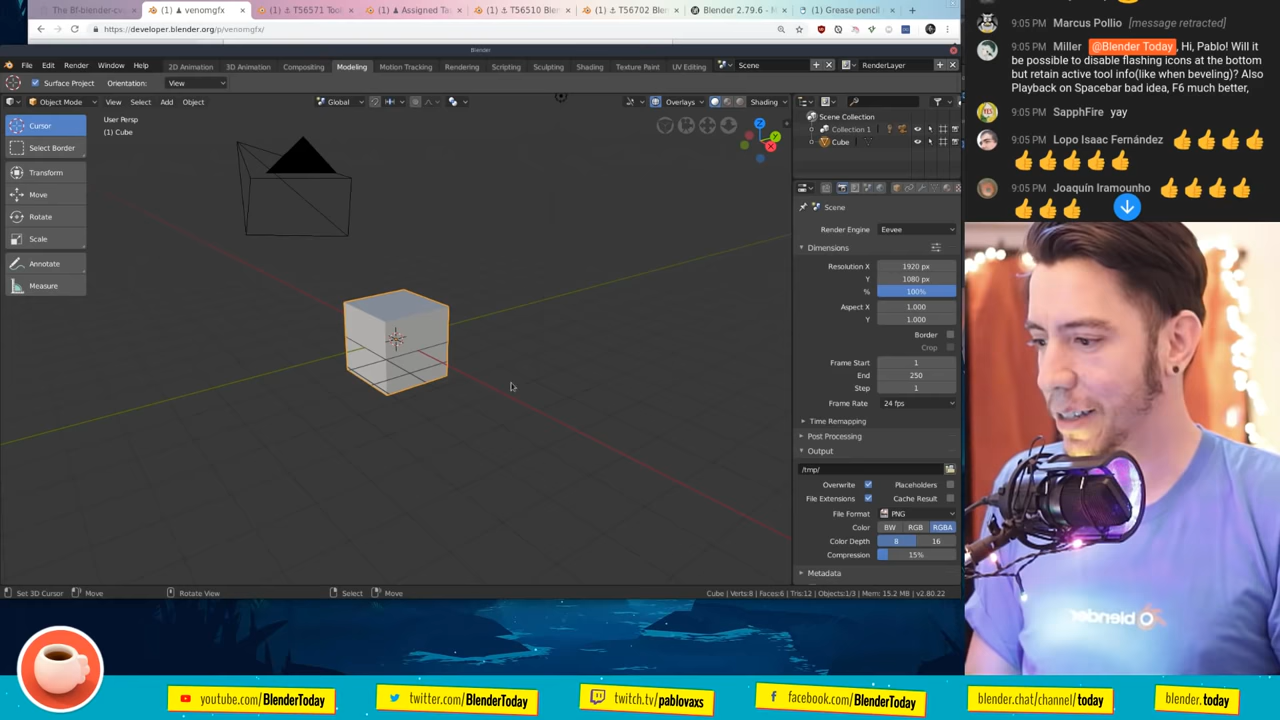 The Bf-blender-cv
(1) ♟ venomgfx
(1) ⚓ T56571 Tool
(1) ♟ Assigned Ta
(1) ⚓ T56510 Blen
(1) ⚓ T56702 Blen
Blender 2.79.6 - H
(1) Grease pencil
https://developer.blender.org/p/venomgfx/
Blender
File Edit Render Window Help
2D Animation 3D Animation Compositing Modeling Motion Tracking Rendering Scripting Shading Texture Paint UV Editing
Scene
RenderLayer
Surface Project Orientation: View
Object Mode View Select Add Object
Global
Overlays
Shading
User Persp
(1) Cube
Cursor
Select Border
Transform
Move
Rotate
Scale
Annotate
Measure
Z
Y
X
Scene Collection
Collection 1
Cube
Scene
Render Engine Eevee
Dimensions
Resolution X 1920 px
Y 1080 px
% 100%
Aspect X 1.000
Y 1.000
Border
Crop
Frame Start 1
End 250
Step 1
Frame Rate 24 fps
Time Remapping
Post Processing
Output
/tmp/
Overwrite Placeholders
File Extensions Cache Result
File Format PNG
Color BW RGB RGBA
Color Depth 8 16
Compression 15%
Metadata
Set 3D Cursor Move Rotate View Select Move
Cube | Verts:8 | Faces:6 | Tris:12 | Objects:1/3 | Mem: 15.2 MB | v2.80.22
9:05 PM Marcus Pollio [message retracted]
9:05 PM Miller @Blender Today, Hi, Pablo! Will it
be possible to disable flashing icons at the bottom
but retain active tool info(like when beveling)? Also
Playback on Spacebar bad idea, F6 much better,
9:05 PM SapphFire yay
9:05 PM Lopo Isaac Fernández 👍 👍 👍 👍
👍 👍 👍 👍 👍
9:05 PM Joaquín Iramounho 👍 👍 👍 👍
👍 👍 👍
blender
youtube.com/BlenderToday
twitter.com/BlenderToday
twitch.tv/pablovaxs
facebook.com/BlenderToday
blender.chat/channel/today
blender.today